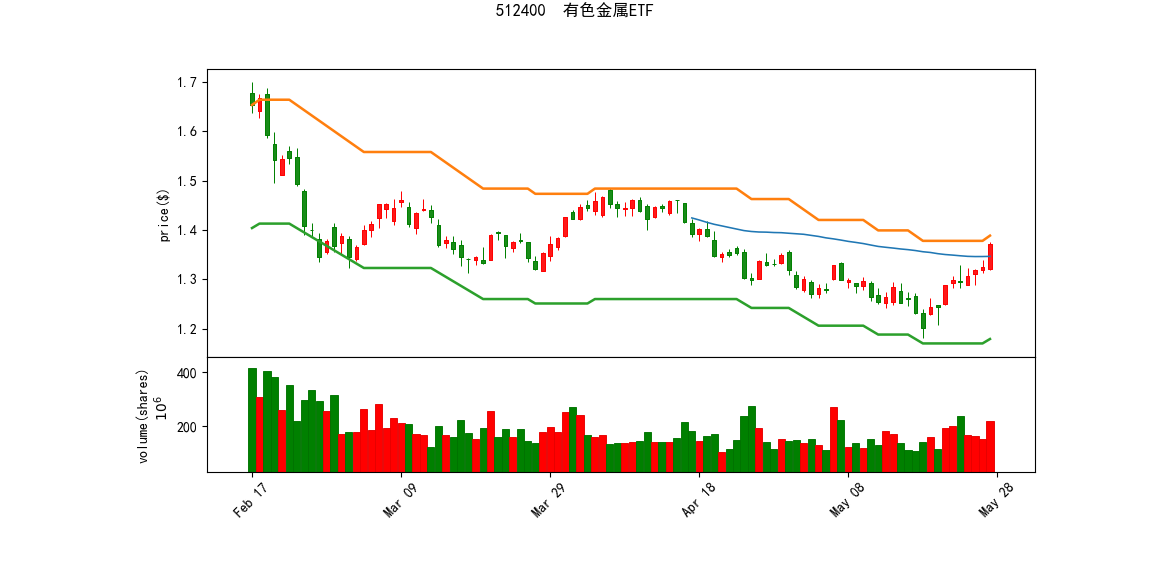 512400 有色金属ETF
1.7
1.6
1.5
1.4
1.3
1.2
price($)
400
200
volume(shares)
10^6
Feb 17
Mar 09
Mar 29
Apr 18
May 08
May 28